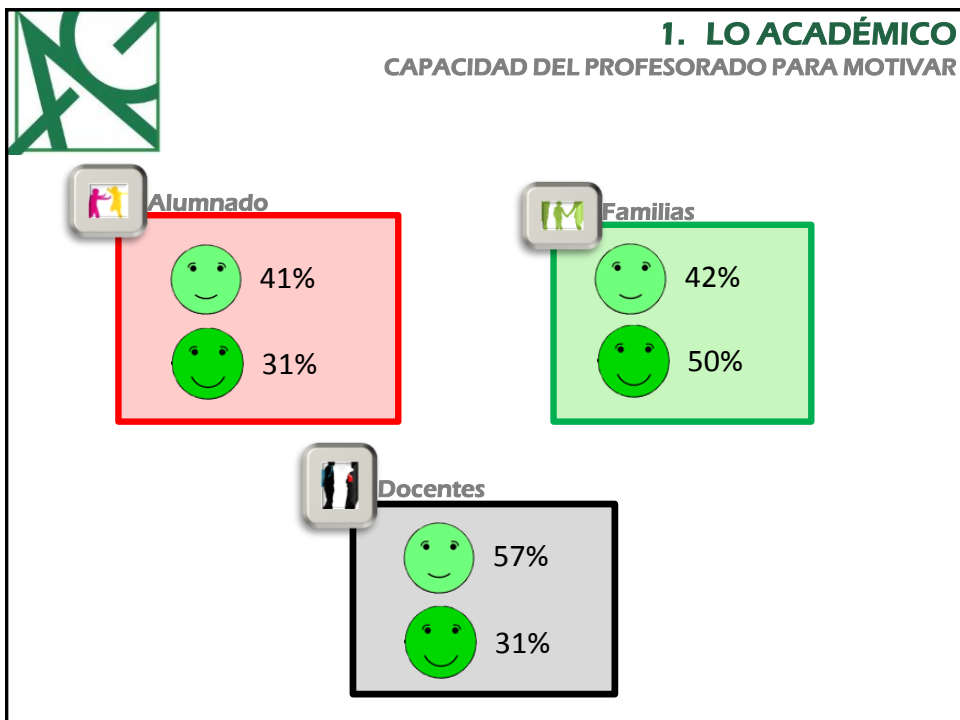 1. LO ACADÉMICO
CAPACIDAD DEL PROFESORADO PARA MOTIVAR
Alumnado
41%
31%
Familias
42%
50%
Docentes
57%
31%